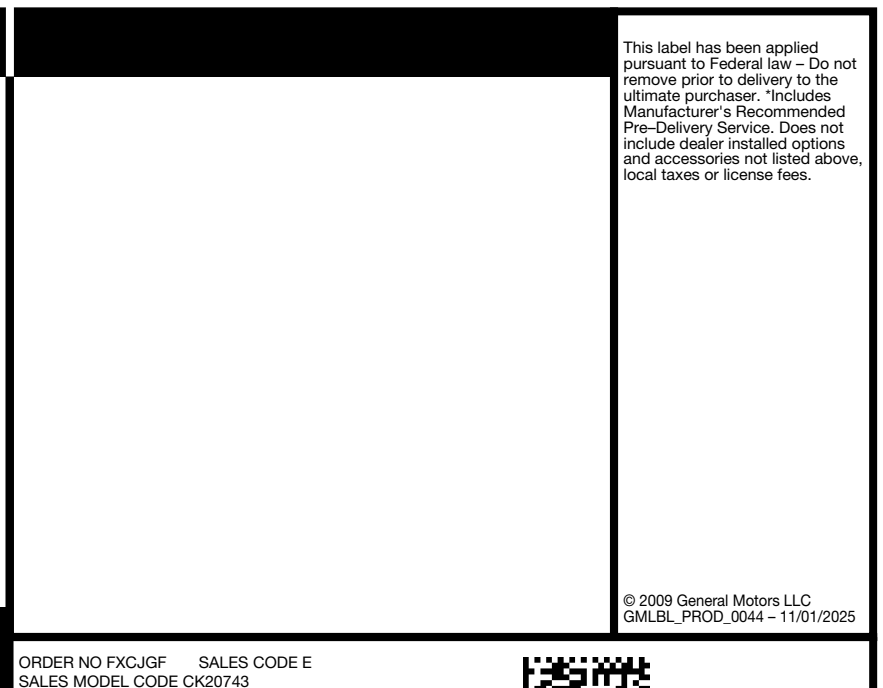 This label has been applied
pursuant to Federal law – Do not
remove prior to delivery to the
ultimate purchaser. *Includes
Manufacturer's Recommended
Pre–Delivery Service. Does not
include dealer installed options
and accessories not listed above,
local taxes or license fees.
© 2009 General Motors LLC
GMLBL_PROD_0044 – 11/01/2025
ORDER NO FXCJGF SALES CODE E
SALES MODEL CODE CK20743